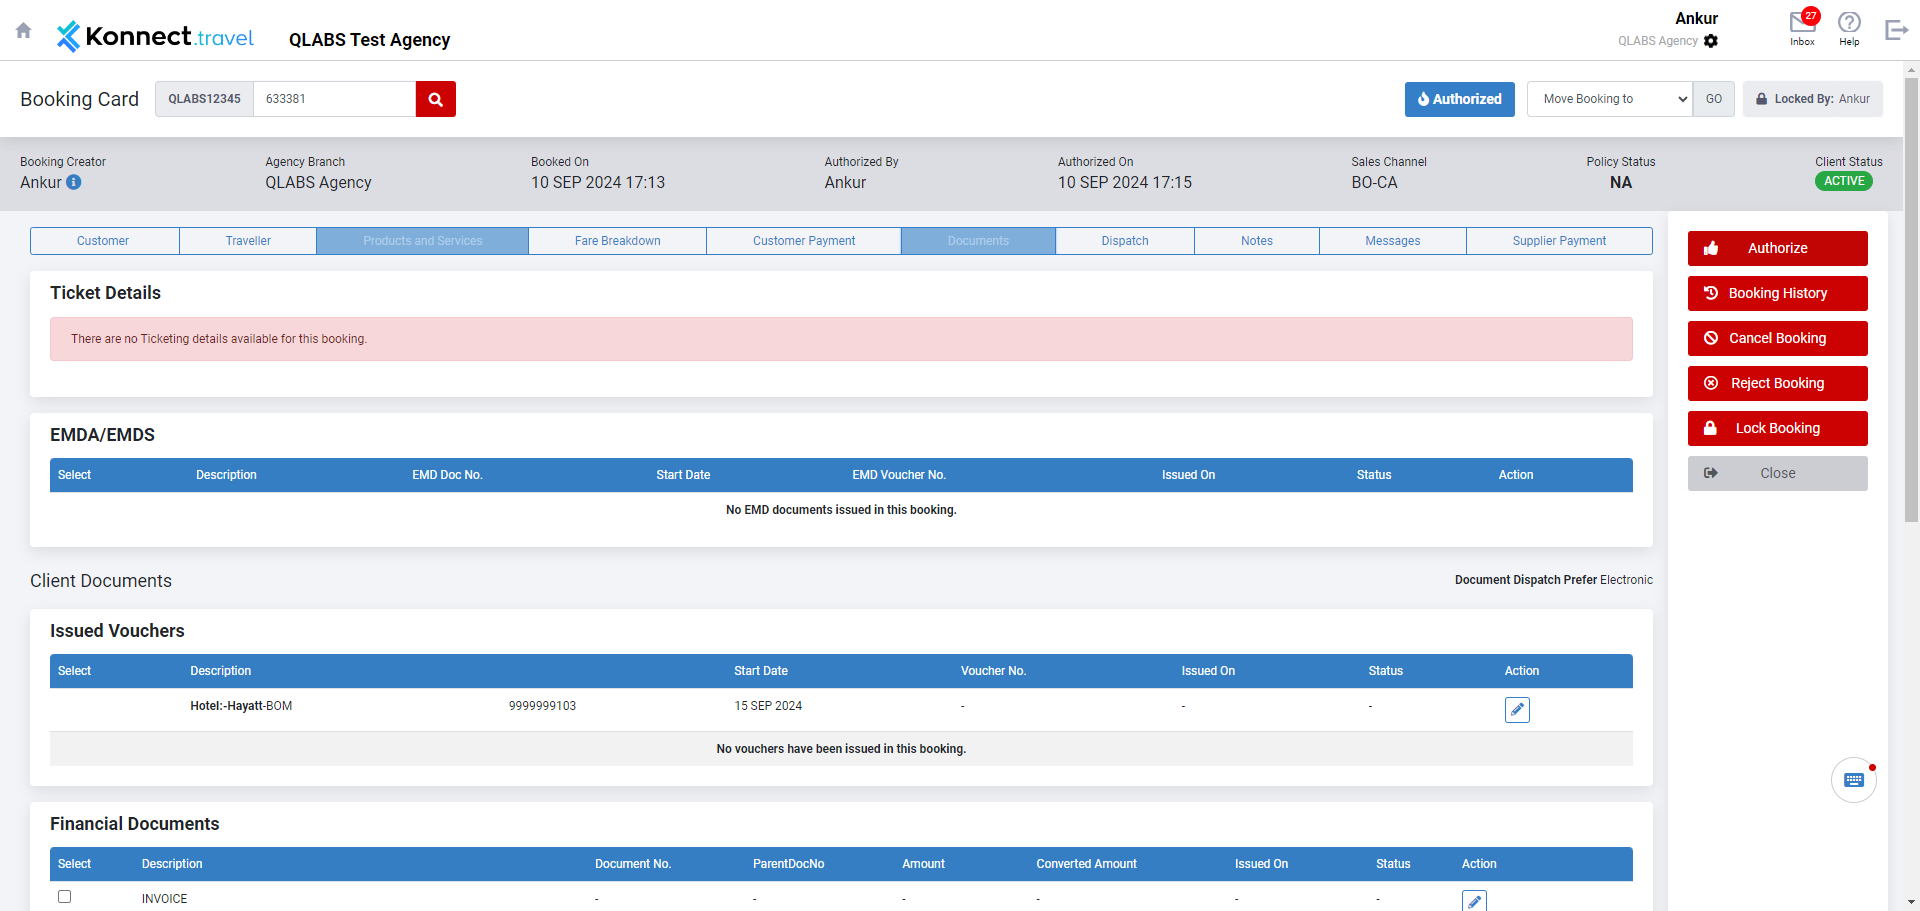 Konnect.travel
QLABS Test Agency
Ankur
QLABS Agency
27
Inbox
Help
Booking Card
QLABS12345
633381
Authorized
Move Booking to
GO
Locked By: Ankur
Booking Creator
Ankur
Agency Branch
QLABS Agency
Booked On
10 SEP 2024 17:13
Authorized By
Ankur
Authorized On
10 SEP 2024 17:15
Sales Channel
BO-CA
Policy Status
NA
Client Status
ACTIVE
Customer
Traveller
Products and Services
Fare Breakdown
Customer Payment
Documents
Dispatch
Notes
Messages
Supplier Payment
Authorize
Booking History
Cancel Booking
Reject Booking
Lock Booking
Close
Ticket Details
There are no Ticketing details available for this booking.
EMDA/EMDS
Select Description EMD Doc No. Start Date EMD Voucher No. Issued On Status Action
No EMD documents issued in this booking.
Client Documents
Document Dispatch Prefer Electronic
Issued Vouchers
Select Description Start Date Voucher No. Issued On Status Action
Hotel:-Hayatt-BOM 9999999103 15 SEP 2024 - - -
No vouchers have been issued in this booking.
Financial Documents
Select Description Document No. ParentDocNo Amount Converted Amount Issued On Status Action
INVOICE - - - - - -